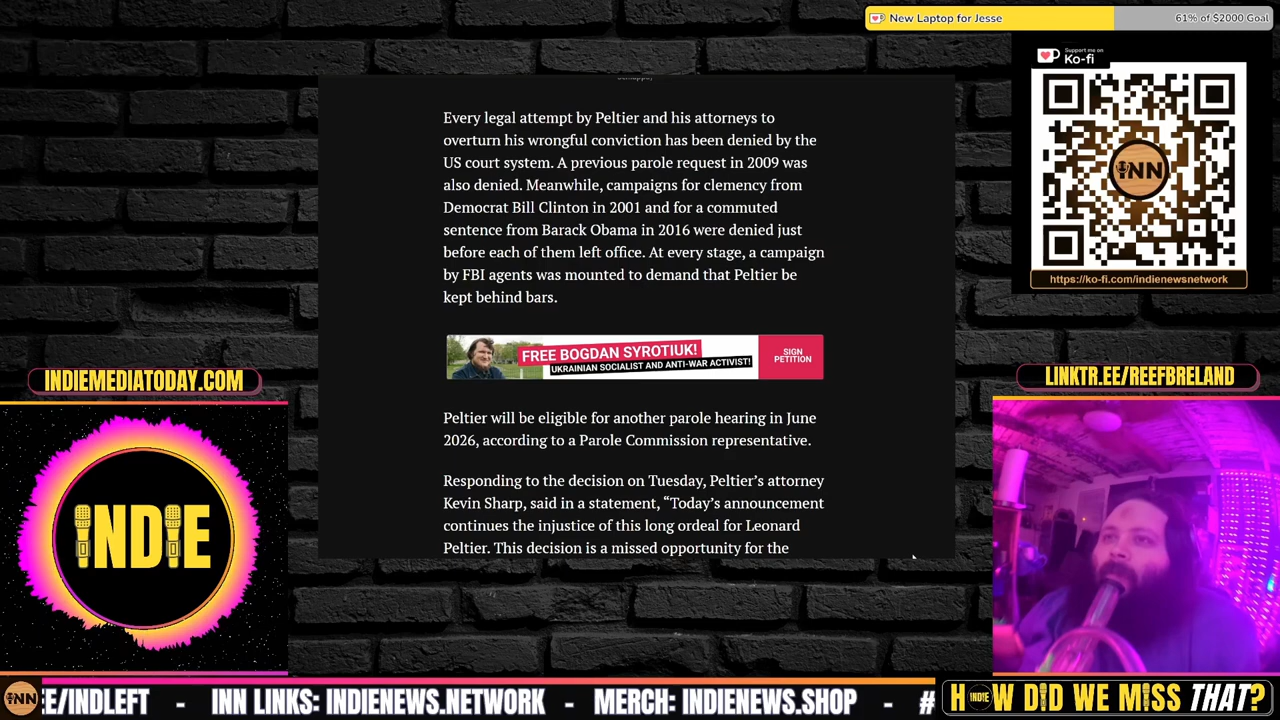 New Laptop for Jesse
61% of $2000 Goal
Support me on
Ko-fi
iNN
https://ko-fi.com/indienewsnetwork
Every legal attempt by Peltier and his attorneys to
overturn his wrongful conviction has been denied by the
US court system. A previous parole request in 2009 was
also denied. Meanwhile, campaigns for clemency from
Democrat Bill Clinton in 2001 and for a commuted
sentence from Barack Obama in 2016 were denied just
before each of them left office. At every stage, a campaign
by FBI agents was mounted to demand that Peltier be
kept behind bars.
FREE BOGDAN SYROTIUK!
UKRAINIAN SOCIALIST AND ANTI-WAR ACTIVIST!
SIGN
PETITION
Peltier will be eligible for another parole hearing in June
2026, according to a Parole Commission representative.
Responding to the decision on Tuesday, Peltier’s attorney
Kevin Sharp, said in a statement, “Today’s announcement
continues the injustice of this long ordeal for Leonard
Peltier. This decision is a missed opportunity for the
INDIEMEDIATODAY.COM
INDIE
LINKTR.EE/REEFBRELAND
iNN
E/INDLEFT - INN LINKS: INDIENEWS.NETWORK - MERCH: INDIENEWS.SHOP - #
HOW DID WE MISS THAT?